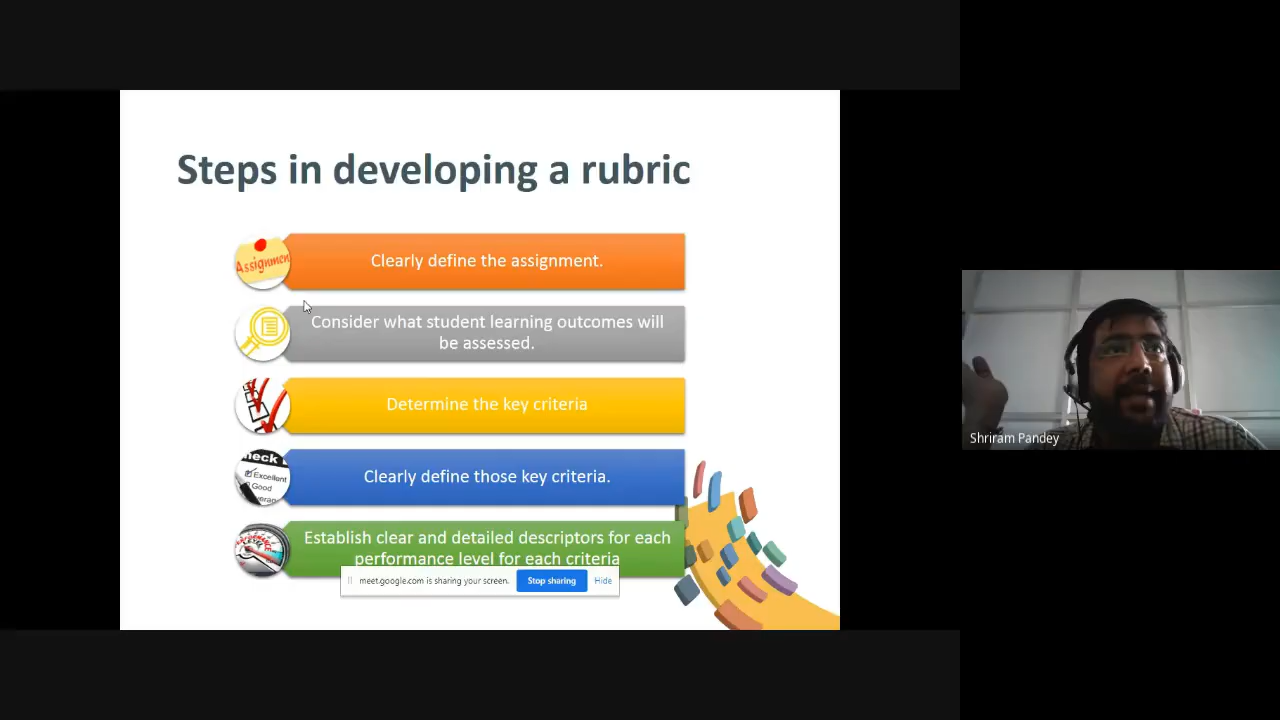 Steps in developing a rubric
Assignment
Clearly define the assignment.
Consider what student learning outcomes will
be assessed.
Determine the key criteria
Excellent
Good
Clearly define those key criteria.
Establish clear and detailed descriptors for each
performance level for each criteria
meet.google.com is sharing your screen.
Stop sharing
Hide
Shriram Pandey